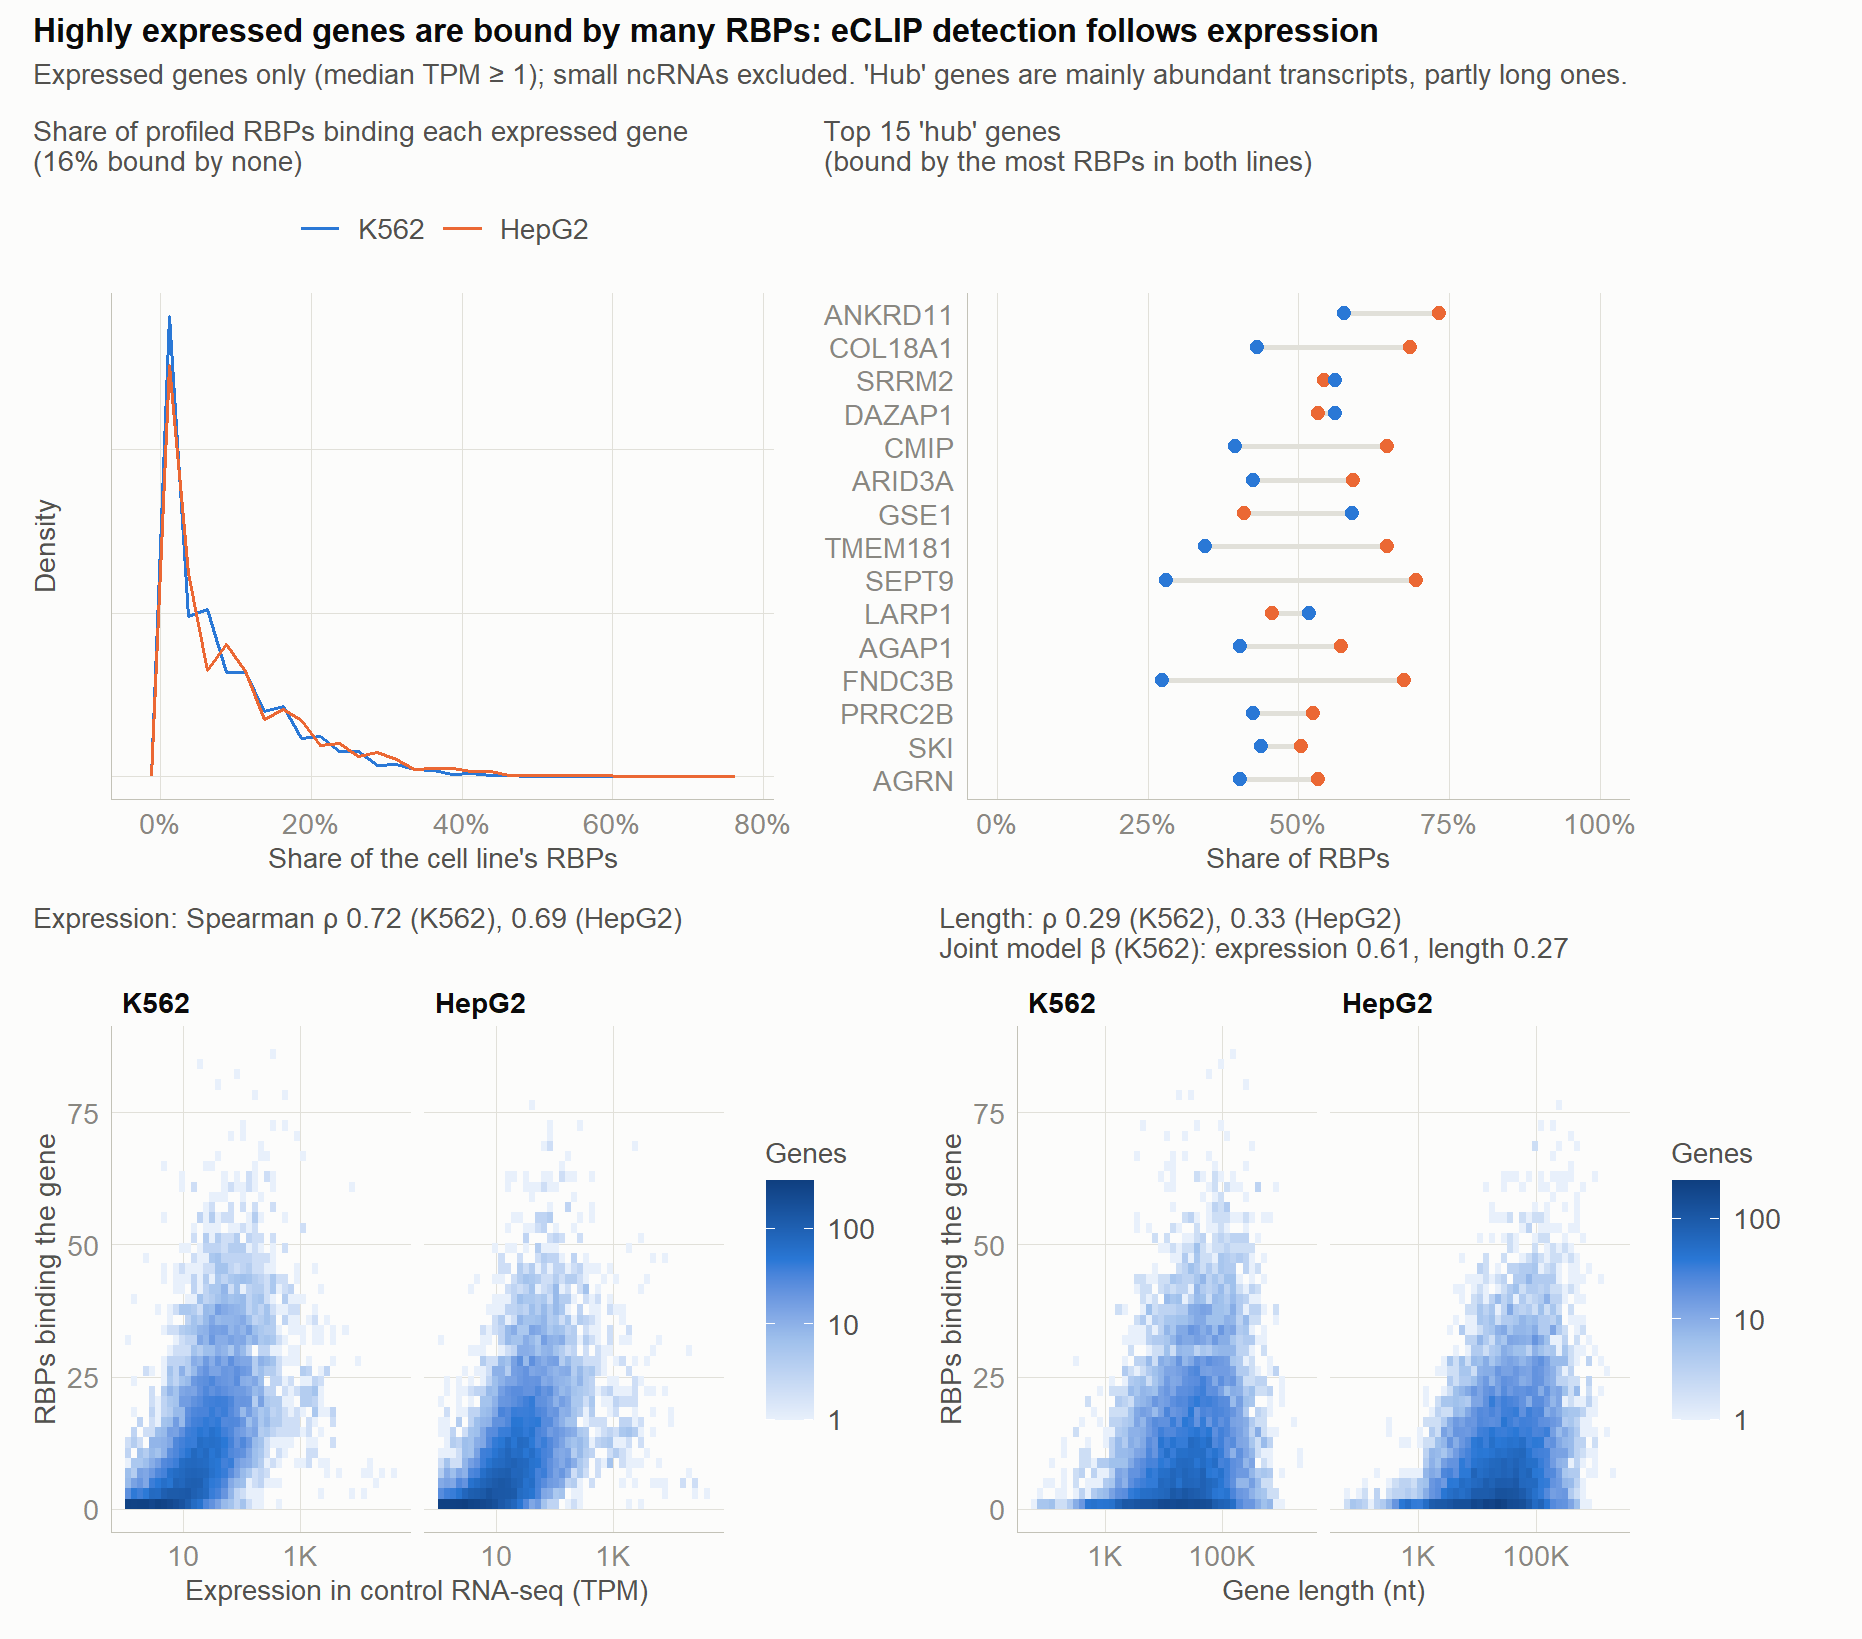 Highly expressed genes are bound by many RBPs: eCLIP detection follows expression
Expressed genes only (median TPM ≥ 1); small ncRNAs excluded. 'Hub' genes are mainly abundant transcripts, partly long ones.
Share of profiled RBPs binding each expressed gene
(16% bound by none)
K562 HepG2
Density
0% 20% 40% 60% 80%
Share of the cell line's RBPs
Top 15 'hub' genes
(bound by the most RBPs in both lines)
ANKRD11
COL18A1
SRRM2
DAZAP1
CMIP
ARID3A
GSE1
TMEM181
SEPT9
LARP1
AGAP1
FNDC3B
PRRC2B
SKI
AGRN
0% 25% 50% 75% 100%
Share of RBPs
Expression: Spearman ρ 0.72 (K562), 0.69 (HepG2)
K562 HepG2
RBPs binding the gene
75
50
25
0
10 1K 10 1K
Expression in control RNA-seq (TPM)
Genes
100
10
1
Length: ρ 0.29 (K562), 0.33 (HepG2)
Joint model β (K562): expression 0.61, length 0.27
K562 HepG2
RBPs binding the gene
75
50
25
0
1K 100K 1K 100K
Gene length (nt)
Genes
100
10
1